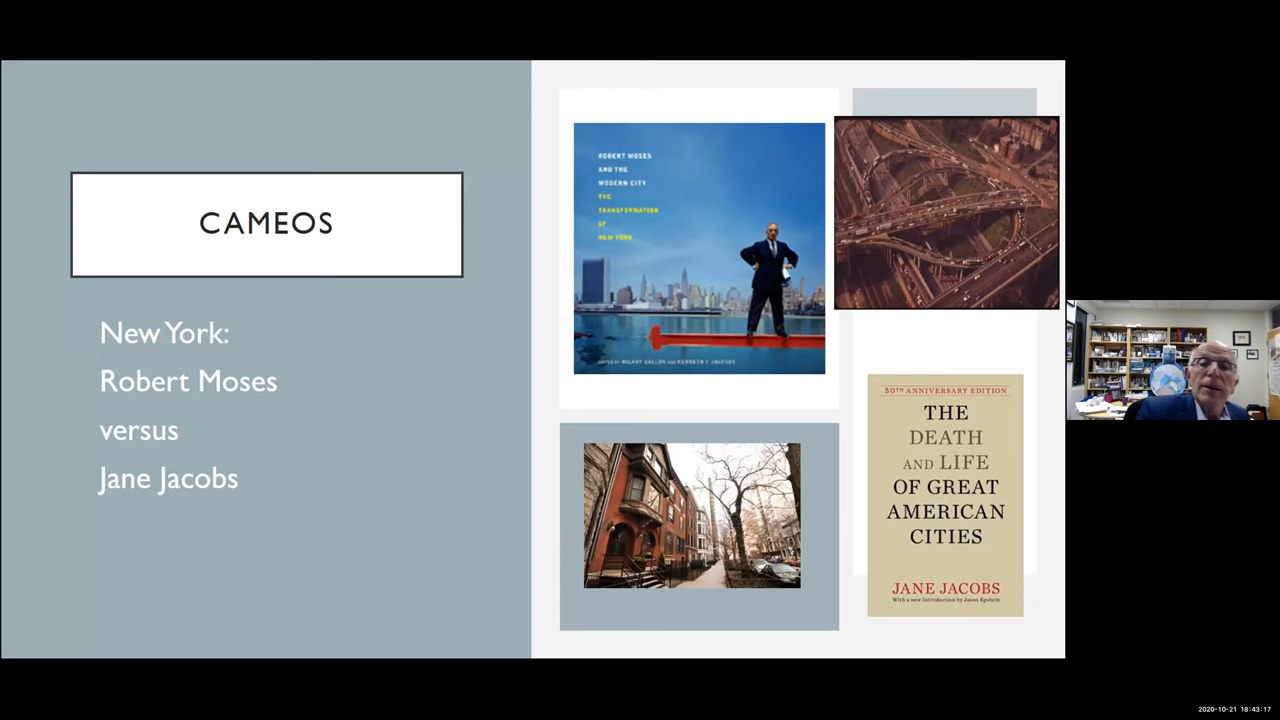 CAMEOS
New York:
Robert Moses
versus
Jane Jacobs
ROBERT MOSES
AND THE
MODERN CITY
THE
TRANSFORMATION
OF
NEW YORK
EDITED BY HILARY BALLON AND KENNETH T. JACKSON
50TH ANNIVERSARY EDITION
THE
DEATH
AND LIFE
OF GREAT
AMERICAN
CITIES
JANE JACOBS
With a new Introduction by Jason Epstein
2020-10-21 18:43:17